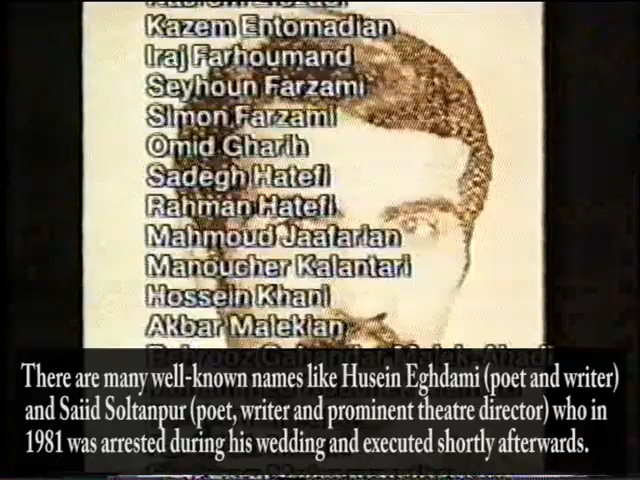 Kazem Entomadian
Iraj Farhoumand
Seyhoun Farzami
Simon Farzami
Omid Gharib
Sadegh Hatefi
Rahman Hatefi
Mahmoud Jaafarian
Manoucher Kalantari
Hossein Khani
Akbar Malekian
There are many well-known names like Husein Eghdami (poet and writer)
and Saiid Soltanpur (poet, writer and prominent theatre director) who in
1981 was arrested during his wedding and executed shortly afterwards.